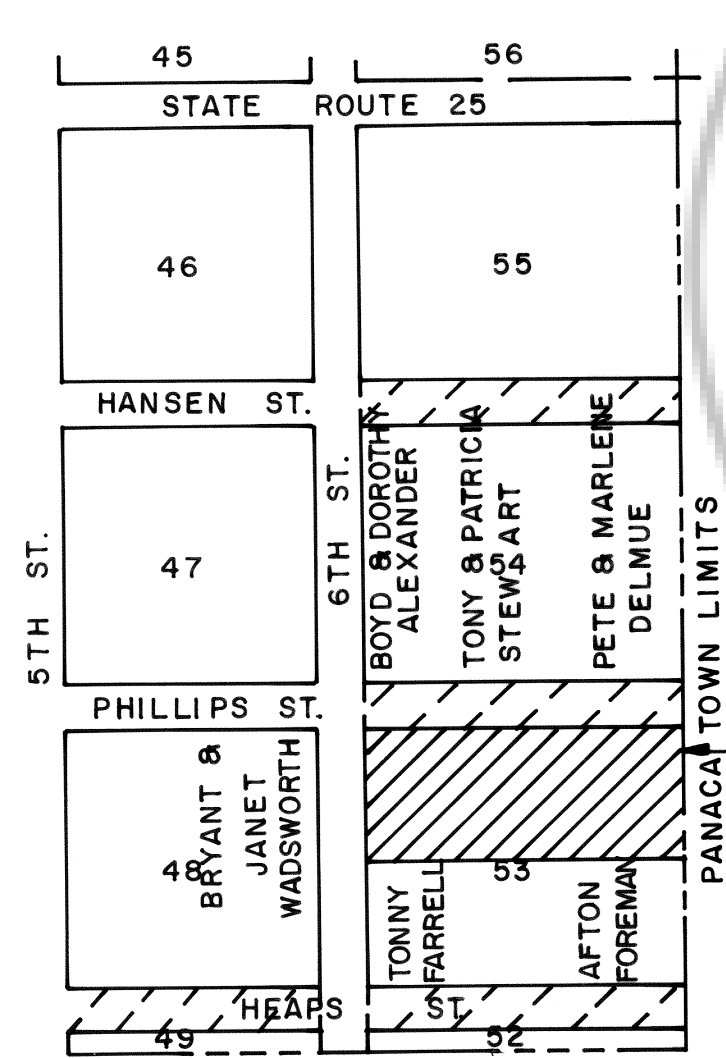 45
56
STATE ROUTE 25
46
55
HANSEN ST.
5TH ST.
47
6TH ST.
BOYD & DOROTHY
ALEXANDER
TONY & PATRICIA
STEWART
54
PETE & MARLENE
DELMUE
PANACA TOWN LIMITS
PHILLIPS ST.
48
BRYANT &
JANET
WADSWORTH
53
TONNY
FARRELL
AFTON
FOREMAN
HEAPS ST.
49
52